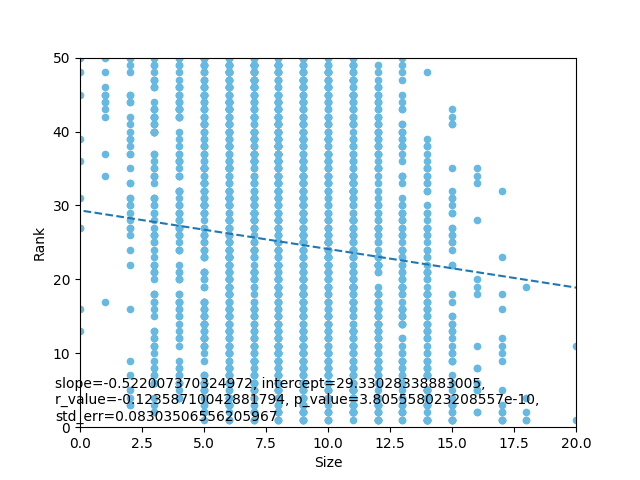 50
40
30
20
10
0
Rank
slope=-0.522007370324972, intercept=29.33028338883005,
r_value=-0.12358710042881794, p_value=3.805558023208557e-10,
std_err=0.08303506556205967
0.0 2.5 5.0 7.5 10.0 12.5 15.0 17.5 20.0
Size